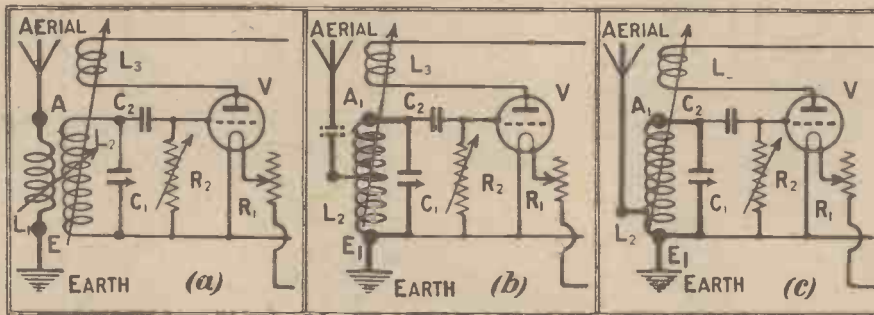 AERIAL
L3
V
A
C2
L2
C1
R2
R1
L1
E
EARTH
(a)
AERIAL
L3
V
A1
C2
L2
C1
R2
R1
E1
EARTH
(b)
AERIAL
L
V
A1
C2
L2
C1
R2
R1
E1
EARTH
(c)